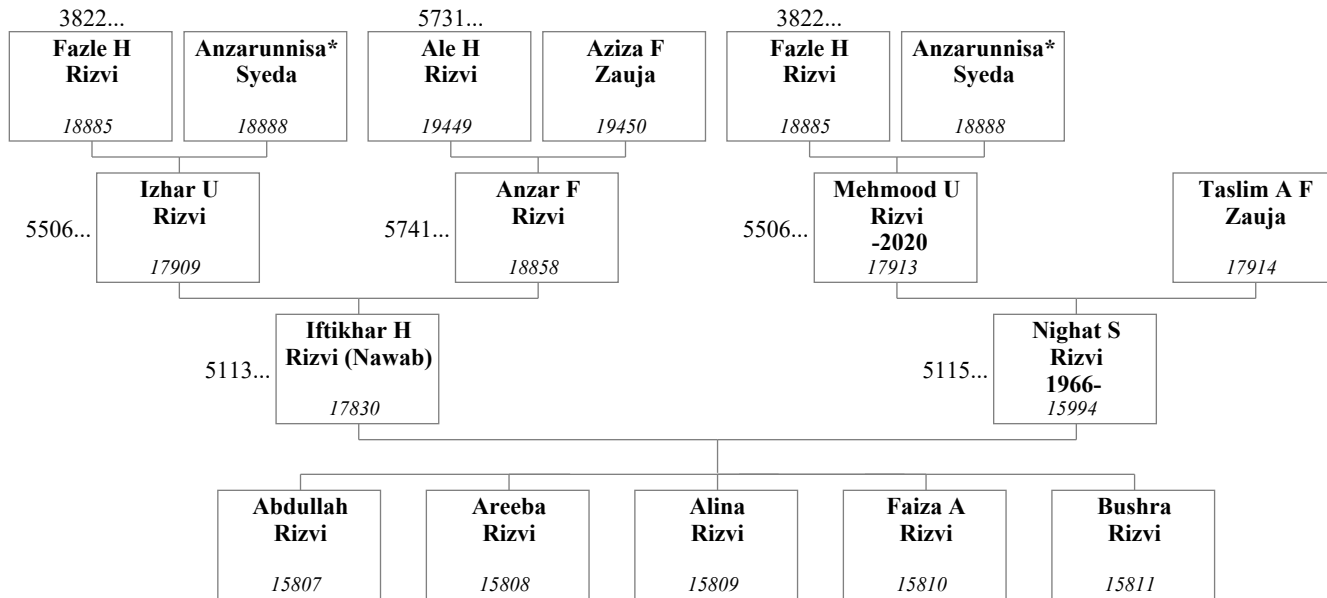 3822...
5731...
3822...
Fazle H
Rizvi
18885
Anzarunnisa*
Syeda
18888
Ale H
Rizvi
19449
Aziza F
Zauja
19450
Fazle H
Rizvi
18885
Anzarunnisa*
Syeda
18888
5506...
Izhar U
Rizvi
17909
5741...
Anzar F
Rizvi
18858
5506...
Mehmood U
Rizvi
-2020
17913
Taslim A F
Zauja
17914
5113...
Iftikhar H
Rizvi (Nawab)
17830
5115...
Nighat S
Rizvi
1966-
15994
Abdullah
Rizvi
15807
Areeba
Rizvi
15808
Alina
Rizvi
15809
Faiza A
Rizvi
15810
Bushra
Rizvi
15811